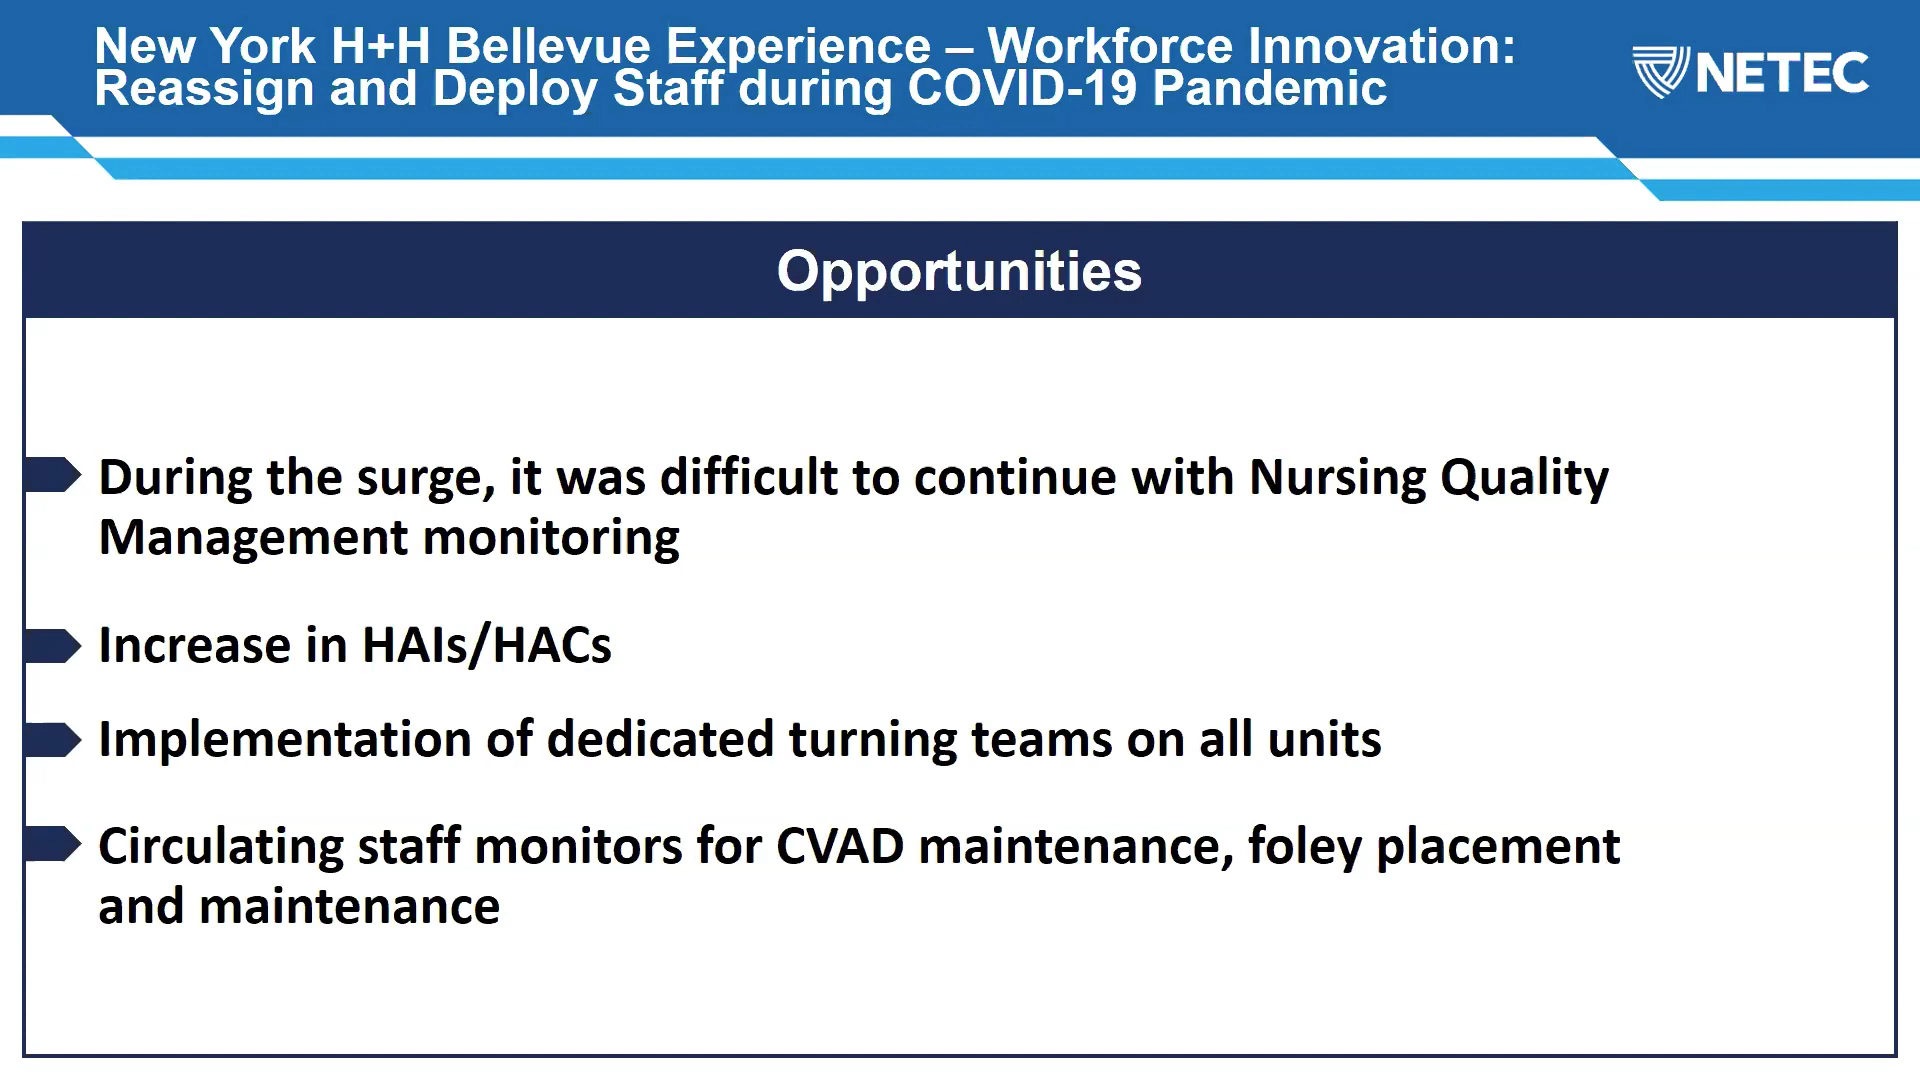 New York H+H Bellevue Experience – Workforce Innovation:
Reassign and Deploy Staff during COVID-19 Pandemic
NETEC
Opportunities
During the surge, it was difficult to continue with Nursing Quality
Management monitoring
Increase in HAIs/HACs
Implementation of dedicated turning teams on all units
Circulating staff monitors for CVAD maintenance, foley placement
and maintenance